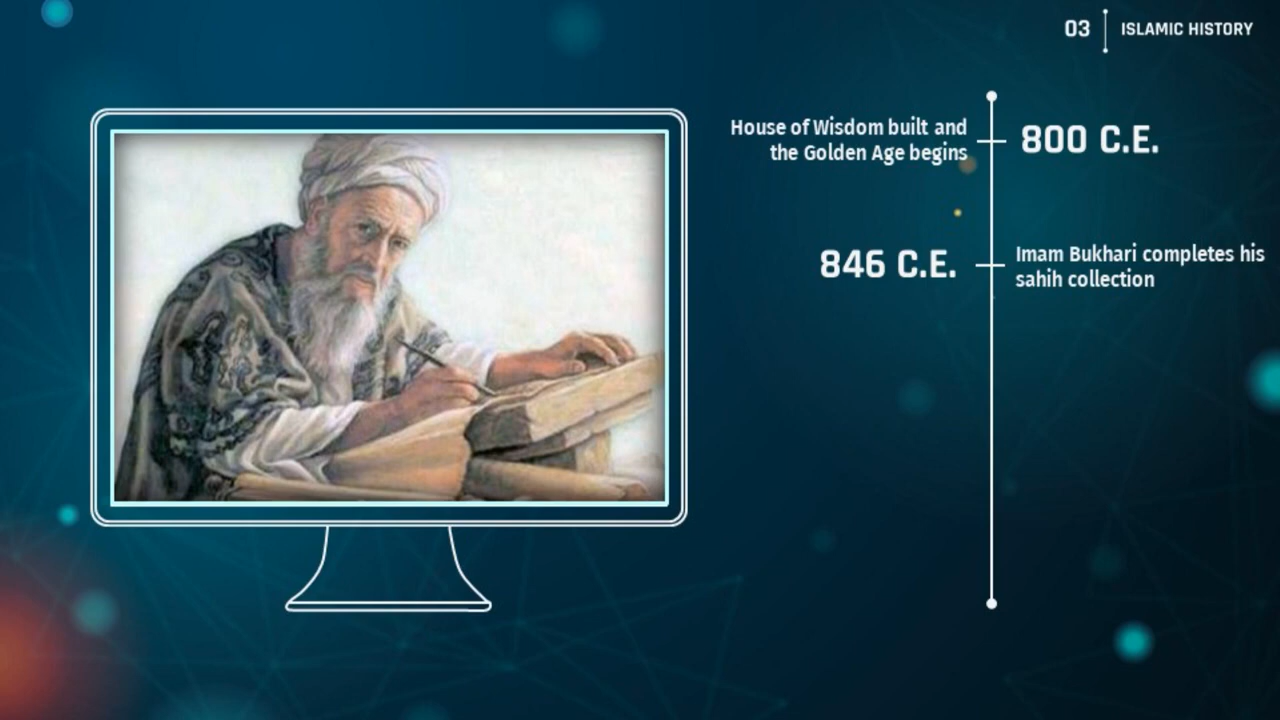 03
ISLAMIC HISTORY
House of Wisdom built and
the Golden Age begins
800 C.E.
846 C.E.
Imam Bukhari completes his
sahih collection